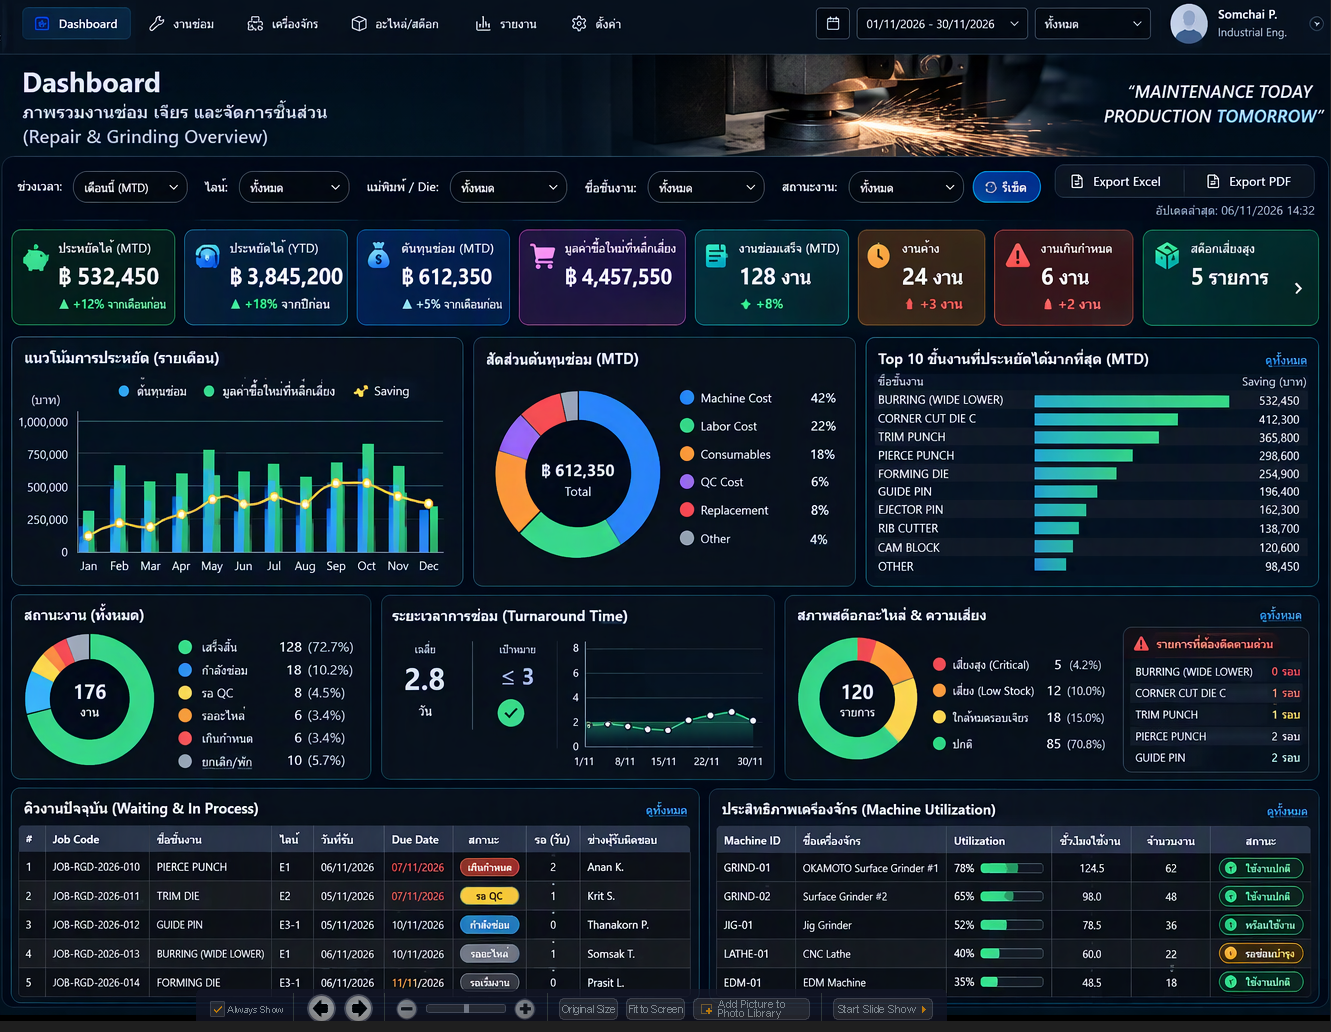 Dashboard งานซ่อม เครื่องจักร อะไหล่/สต๊อก รายงาน ตั้งค่า 01/11/2026 - 30/11/2026 ทั้งหมด Somchai P.
Industrial Eng.
Dashboard
ภาพรวมงานซ่อม เจียร และจัดการชิ้นส่วน
(Repair & Grinding Overview)
“MAINTENANCE TODAY
PRODUCTION TOMORROW”
ช่วงเวลา: เดือนนี้ (MTD) ไลน์: ทั้งหมด แม่พิมพ์ / Die: ทั้งหมด ชื่อชิ้นงาน: ทั้งหมด สถานะงาน: ทั้งหมด รีเซ็ต Export Excel Export PDF
อัปเดตล่าสุด: 06/11/2026 14:32
ประหยัดได้ (MTD)
฿ 532,450
▲ +12% จากเดือนก่อน
ประหยัดได้ (YTD)
฿ 3,845,200
▲ +18% จากปีก่อน
ต้นทุนซ่อม (MTD)
฿ 612,350
▲ +5% จากเดือนก่อน
มูลค่าซื้อใหม่ที่หลีกเลี่ยง
฿ 4,457,550
งานซ่อมเสร็จ (MTD)
128 งาน
+8%
งานค้าง
24 งาน
+3 งาน
งานเกินกำหนด
6 งาน
+2 งาน
สต๊อกเสี่ยงสูง
5 รายการ
แนวโน้มการประหยัด (รายเดือน)
ต้นทุนซ่อม มูลค่าซื้อใหม่ที่หลีกเลี่ยง Saving
(บาท)
1,000,000
750,000
500,000
250,000
0
Jan Feb Mar Apr May Jun Jul Aug Sep Oct Nov Dec
สัดส่วนต้นทุนซ่อม (MTD)
฿ 612,350
Total
Machine Cost 42%
Labor Cost 22%
Consumables 18%
QC Cost 6%
Replacement 8%
Other 4%
Top 10 ชิ้นงานที่ประหยัดได้มากที่สุด (MTD) ดูทั้งหมด
ชื่อชิ้นงาน Saving (บาท)
BURRING (WIDE LOWER) 532,450
CORNER CUT DIE C 412,300
TRIM PUNCH 365,800
PIERCE PUNCH 298,600
FORMING DIE 254,900
GUIDE PIN 196,400
EJECTOR PIN 162,300
RIB CUTTER 138,700
CAM BLOCK 120,600
OTHER 98,450
สถานะงาน (ทั้งหมด)
176
งาน
เสร็จสิ้น 128 (72.7%)
กำลังซ่อม 18 (10.2%)
รอ QC 8 (4.5%)
รออะไหล่ 6 (3.4%)
เกินกำหนด 6 (3.4%)
ยกเลิก/พัก 10 (5.7%)
ระยะเวลาการซ่อม (Turnaround Time)
เฉลี่ย
2.8
วัน
เป้าหมาย
≤ 3
8
6
4
2
0
1/11 8/11 15/11 22/11 30/11
สภาพสต๊อกอะไหล่ & ความเสี่ยง ดูทั้งหมด
120
รายการ
เสี่ยงสูง (Critical) 5 (4.2%)
เสี่ยง (Low Stock) 12 (10.0%)
ใกล้หมดรอบเจียร 18 (15.0%)
ปกติ 85 (70.8%)
รายการที่ต้องติดตามด่วน
BURRING (WIDE LOWER) 0 รอบ
CORNER CUT DIE C 1 รอบ
TRIM PUNCH 1 รอบ
PIERCE PUNCH 2 รอบ
GUIDE PIN 2 รอบ
คิวงานปัจจุบัน (Waiting & In Process) ดูทั้งหมด
# Job Code ชื่อชิ้นงาน ไลน์ วันที่รับ Due Date สถานะ รอ (วัน) ช่างผู้รับผิดชอบ
1 JOB-RGD-2026-010 PIERCE PUNCH E1 06/11/2026 07/11/2026 เกินกำหนด 2 Anan K.
2 JOB-RGD-2026-011 TRIM DIE E2 05/11/2026 07/11/2026 รอ QC 1 Krit S.
3 JOB-RGD-2026-012 GUIDE PIN E3-1 05/11/2026 10/11/2026 กำลังซ่อม 0 Thanakorn P.
4 JOB-RGD-2026-013 BURRING (WIDE LOWER) E1 06/11/2026 10/11/2026 รออะไหล่ 1 Somsak T.
5 JOB-RGD-2026-014 FORMING DIE E3-1 06/11/2026 11/11/2026 รอเริ่มงาน 0 Prasit L.
ประสิทธิภาพเครื่องจักร (Machine Utilization) ดูทั้งหมด
Machine ID ชื่อเครื่องจักร Utilization ชั่วโมงใช้งาน จำนวนงาน สถานะ
GRIND-01 OKAMOTO Surface Grinder #1 78% 124.5 62 ใช้งานปกติ
GRIND-02 Surface Grinder #2 65% 98.0 48 ใช้งานปกติ
JIG-01 Jig Grinder 52% 78.5 36 พร้อมใช้งาน
LATHE-01 CNC Lathe 40% 60.0 22 รอซ่อมบำรุง
EDM-01 EDM Machine 35% 48.5 18 ใช้งานปกติ
Always Show Original Size Fit to Screen Add Picture to
Photo Library Start Slide Show